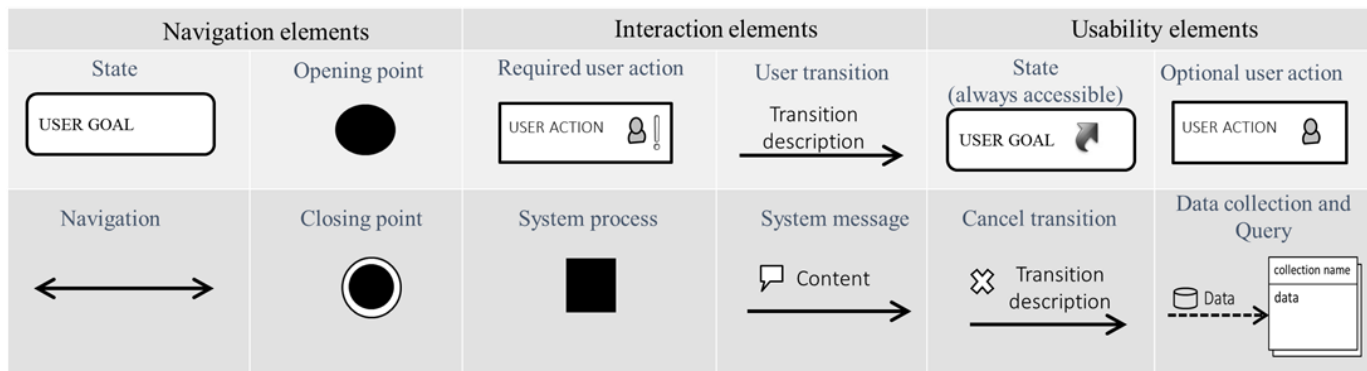 Navigation elements
Interaction elements
Usability elements
State
USER GOAL
Opening point
Required user action
USER ACTION
User transition
Transition
description
State
(always accessible)
USER GOAL
Optional user action
USER ACTION
Navigation
Closing point
System process
System message
Content
Cancel transition
Transition
description
Data collection and
Query
Data
collection name
data